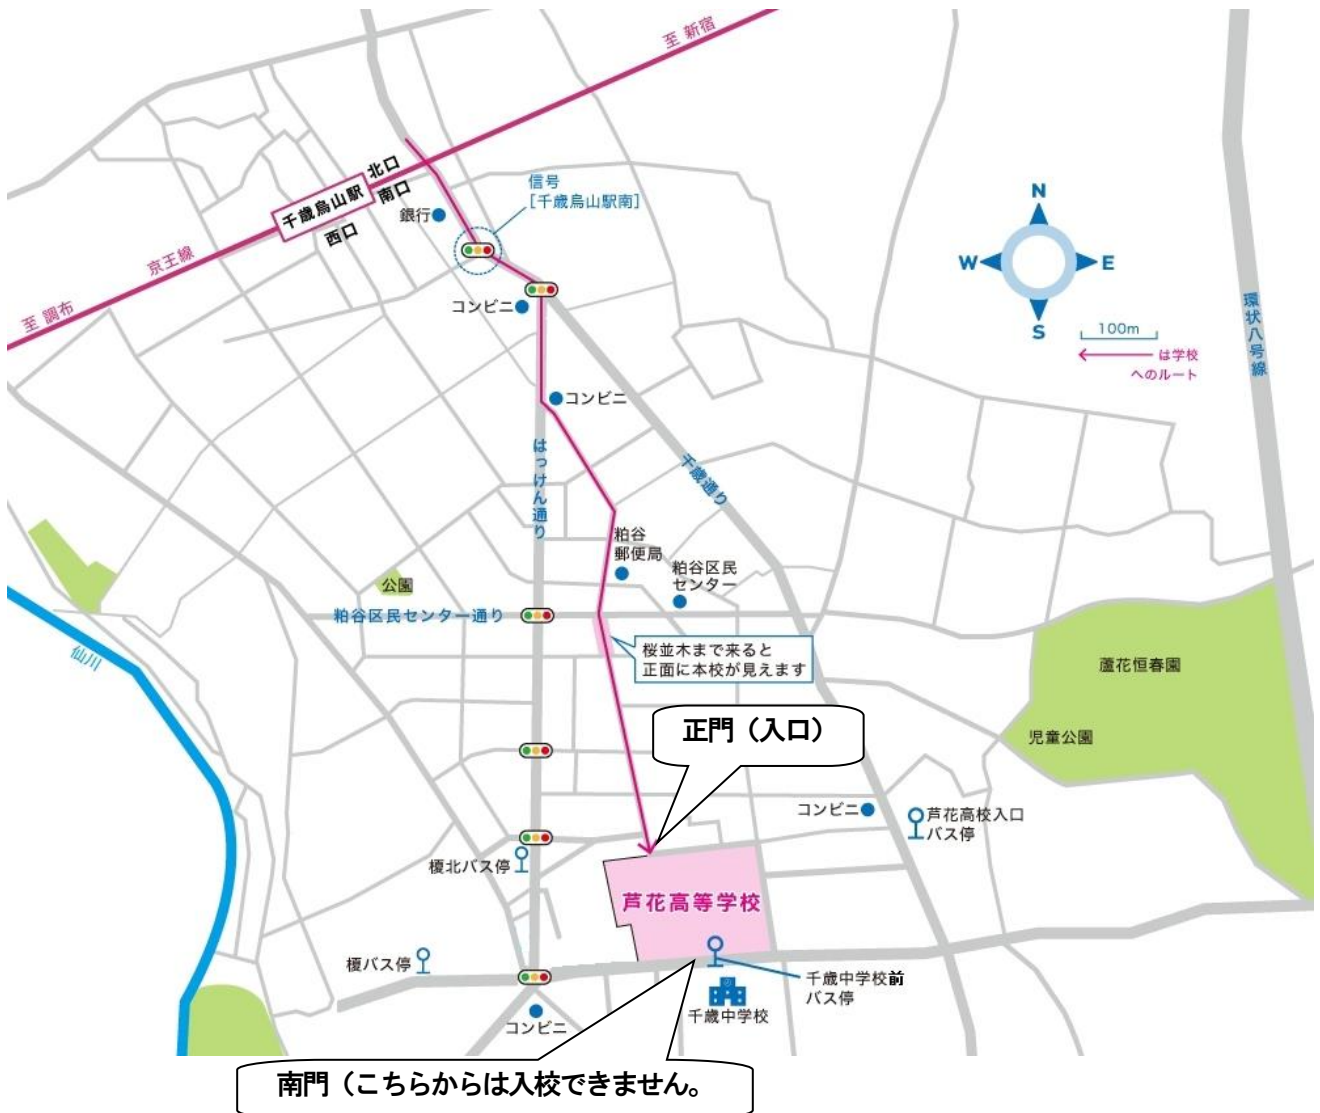 至 新宿
北口
千歳烏山駅
南口
西口
京王線
至 調布
銀行
信号
[千歳烏山駅南]
コンビニ
N
W
E
S
100m
は学校
へのルート
環状八号線
コンビニ
はっけん通り
千歳通り
粕谷
郵便局
粕谷区民
センター
公園
粕谷区民センター通り
仙川
桜並木まで来ると
正面に本校が見えます
蘆花恒春園
児童公園
正門（入口）
コンビニ
芦花高校入口
バス停
榎北バス停
芦花高等学校
榎バス停
千歳中学校前
バス停
千歳中学校
コンビニ
南門（こちらからは入校できません。